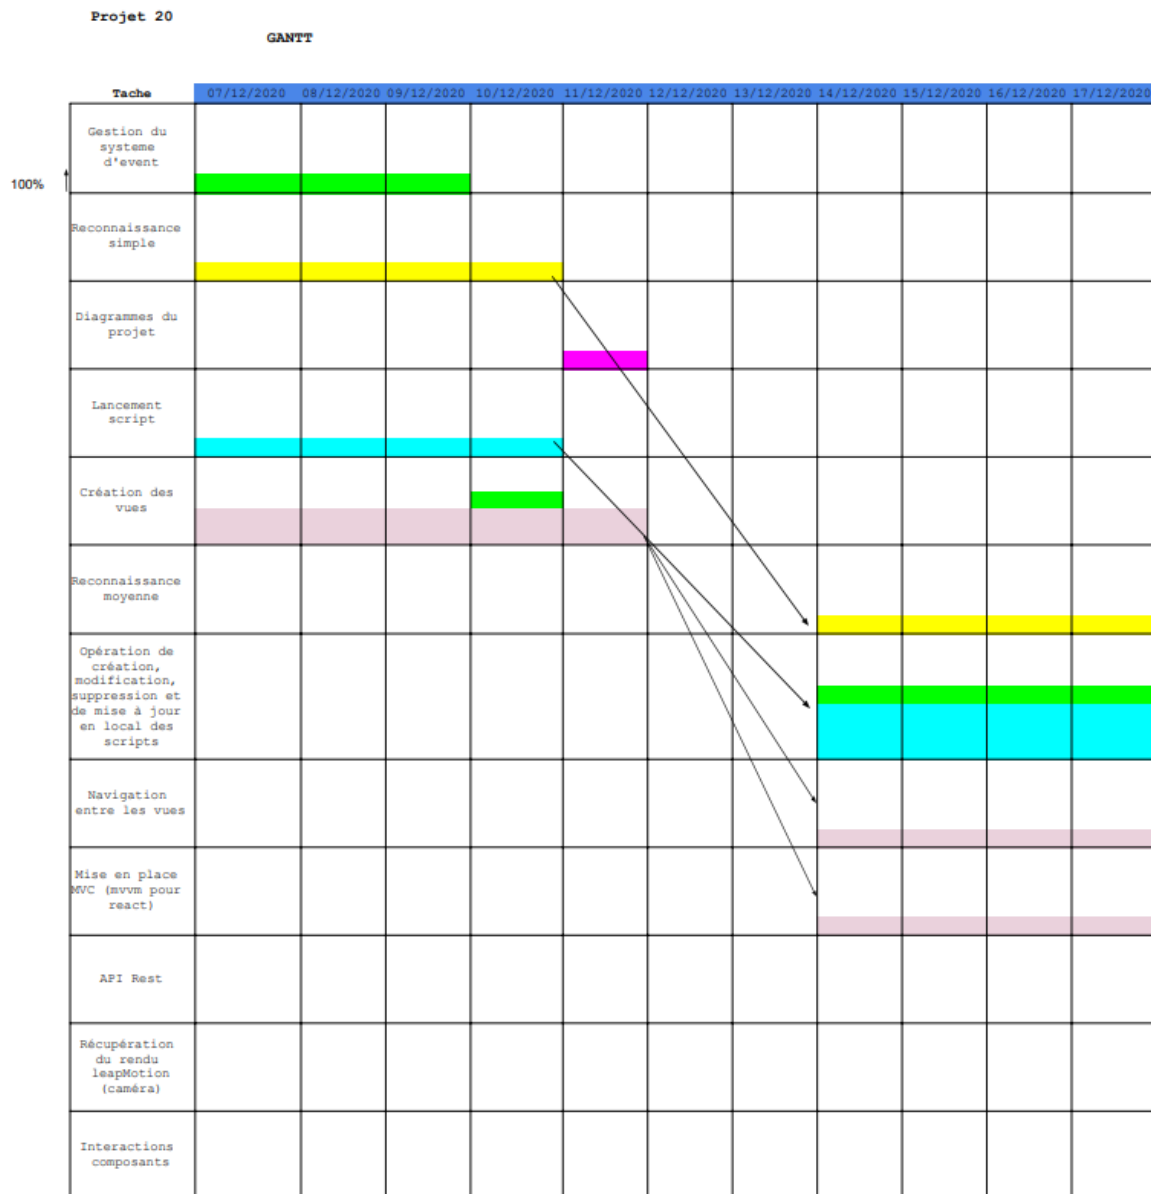 Projet 20
GANTT
Tache 07/12/2020 08/12/2020 09/12/2020 10/12/2020 11/12/2020 12/12/2020 13/12/2020 14/12/2020 15/12/2020 16/12/2020 17/12/2020
Gestion du
systeme
d'event
100%
Reconnaissance
simple
Diagrammes du
projet
Lancement
script
Création des
vues
Reconnaissance
moyenne
Opération de
création,
modification,
suppression et
de mise à jour
en local des
scripts
Navigation
entre les vues
Mise en place
MVC (mvvm pour
react)
API Rest
Récupération
du rendu
leapMotion
(caméra)
Interactions
composants